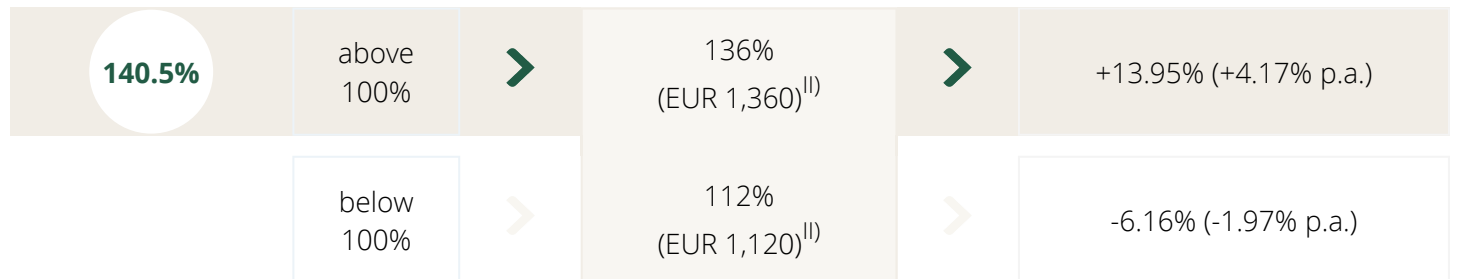 140.5%
above
100%
136%
(EUR 1,360)II)
+13.95% (+4.17% p.a.)
below
100%
112%
(EUR 1,120)II)
-6.16% (-1.97% p.a.)